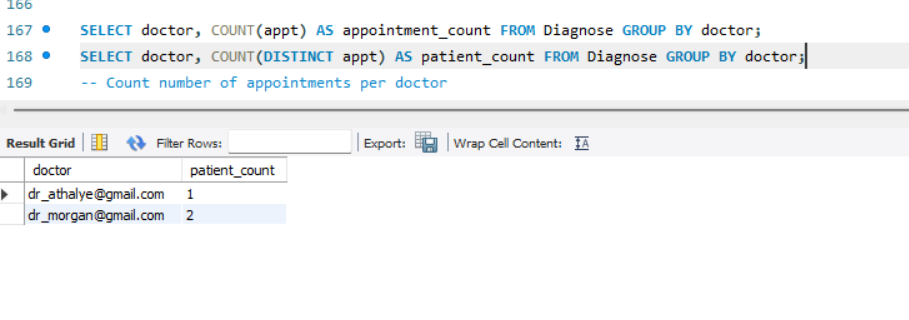 166
167 SELECT doctor, COUNT(appt) AS appointment_count FROM Diagnose GROUP BY doctor;
168 SELECT doctor, COUNT(DISTINCT appt) AS patient_count FROM Diagnose GROUP BY doctor;
169 -- Count number of appointments per doctor
Result Grid Filter Rows: Export: Wrap Cell Content: IA
doctor patient_count
dr_athalye@gmail.com 1
dr_morgan@gmail.com 2